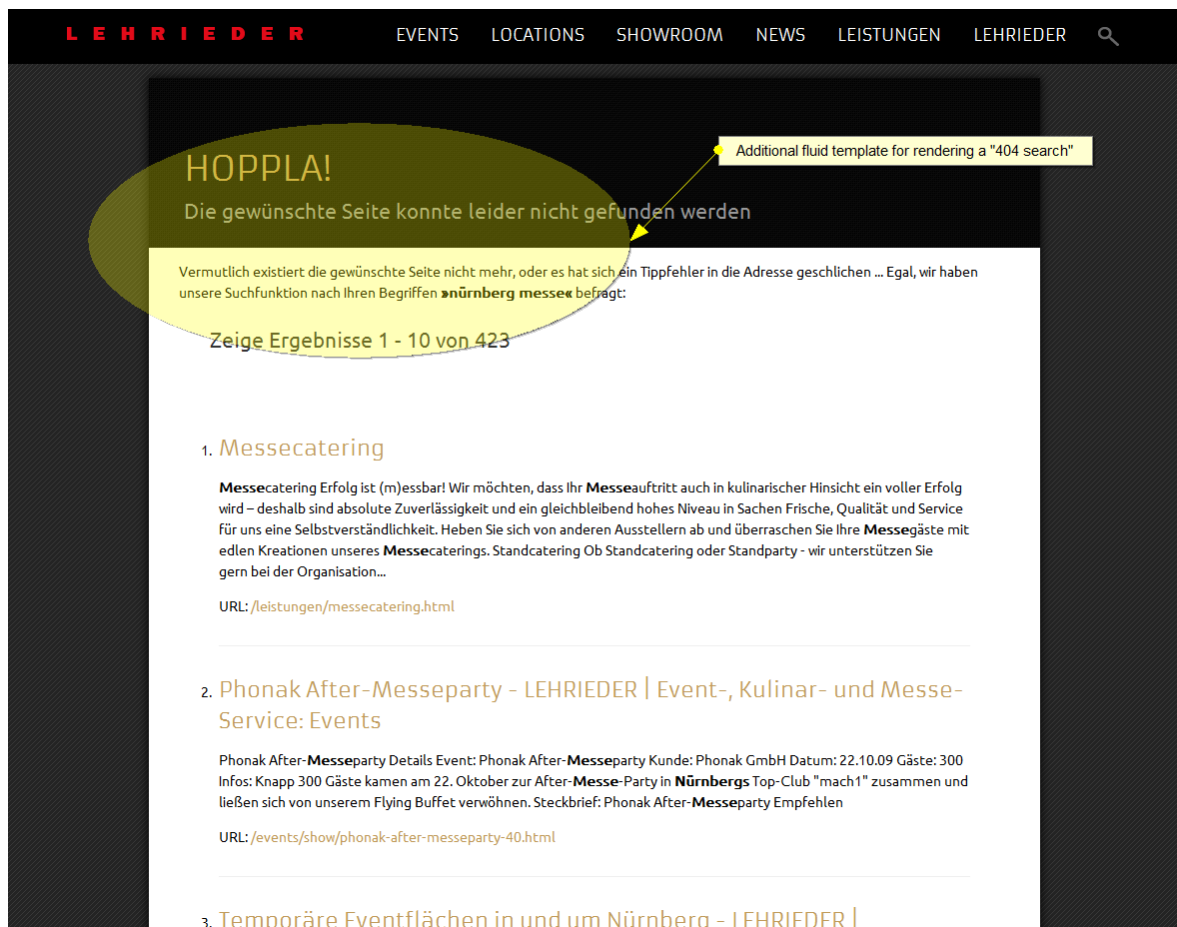 LEHRIEDER EVENTS LOCATIONS SHOWROOM NEWS LEISTUNGEN LEHRIEDER
Additional fluid template for rendering a "404 search"
HOPPLA!
Die gewünschte Seite konnte leider nicht gefunden werden
Vermutlich existiert die gewünschte Seite nicht mehr, oder es hat sich ein Tippfehler in die Adresse geschlichen ... Egal, wir haben
unsere Suchfunktion nach Ihren Begriffen »nürnberg messe« befragt:
Zeige Ergebnisse 1 - 10 von 423
1. Messecatering
Messecatering Erfolg ist (m)essbar! Wir möchten, dass Ihr Messeauftritt auch in kulinarischer Hinsicht ein voller Erfolg
wird – deshalb sind absolute Zuverlässigkeit und ein gleichbleibend hohes Niveau in Sachen Frische, Qualität und Service
für uns eine Selbstverständlichkeit. Heben Sie sich von anderen Ausstellern ab und überraschen Sie Ihre Messegäste mit
edlen Kreationen unseres Messecaterings. Standcatering Ob Standcatering oder Standparty - wir unterstützen Sie
gern bei der Organisation...
URL: /leistungen/messecatering.html
2. Phonak After-Messeparty - LEHRIEDER | Event-, Kulinar- und Messe-
Service: Events
Phonak After-Messeparty Details Event: Phonak After-Messeparty Kunde: Phonak GmbH Datum: 22.10.09 Gäste: 300
Infos: Knapp 300 Gäste kamen am 22. Oktober zur After-Messe-Party in Nürnbergs Top-Club "mach1" zusammen und
ließen sich von unserem Flying Buffet verwöhnen. Steckbrief: Phonak After-Messeparty Empfehlen
URL: /events/show/phonak-after-messeparty-40.html
3. Temporäre Eventflächen in und um Nürnberg - LEHRIEDER |